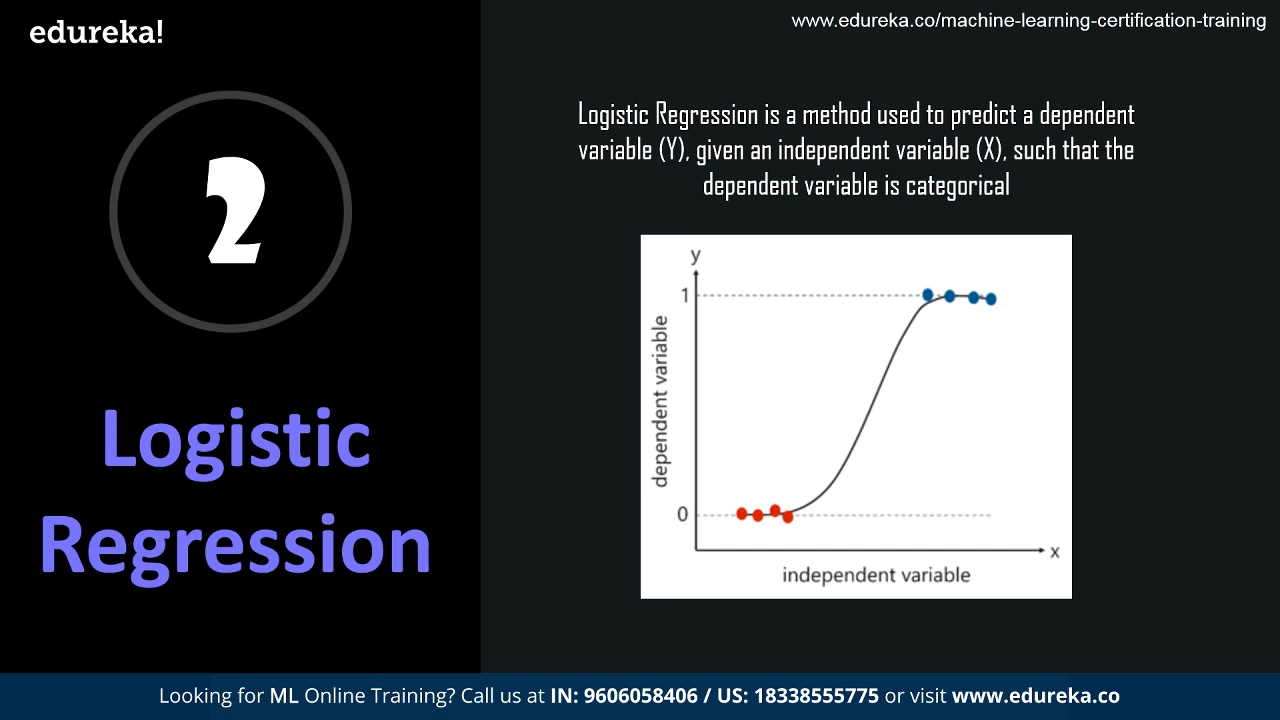 edureka!
www.edureka.co/machine-learning-certification-training
2
Logistic
Regression
Logistic Regression is a method used to predict a dependent
variable (Y), given an independent variable (X), such that the
dependent variable is categorical
y
1
dependent variable
0
x
independent variable
Looking for ML Online Training? Call us at IN: 9606058406 / US: 18338555775 or visit www.edureka.co